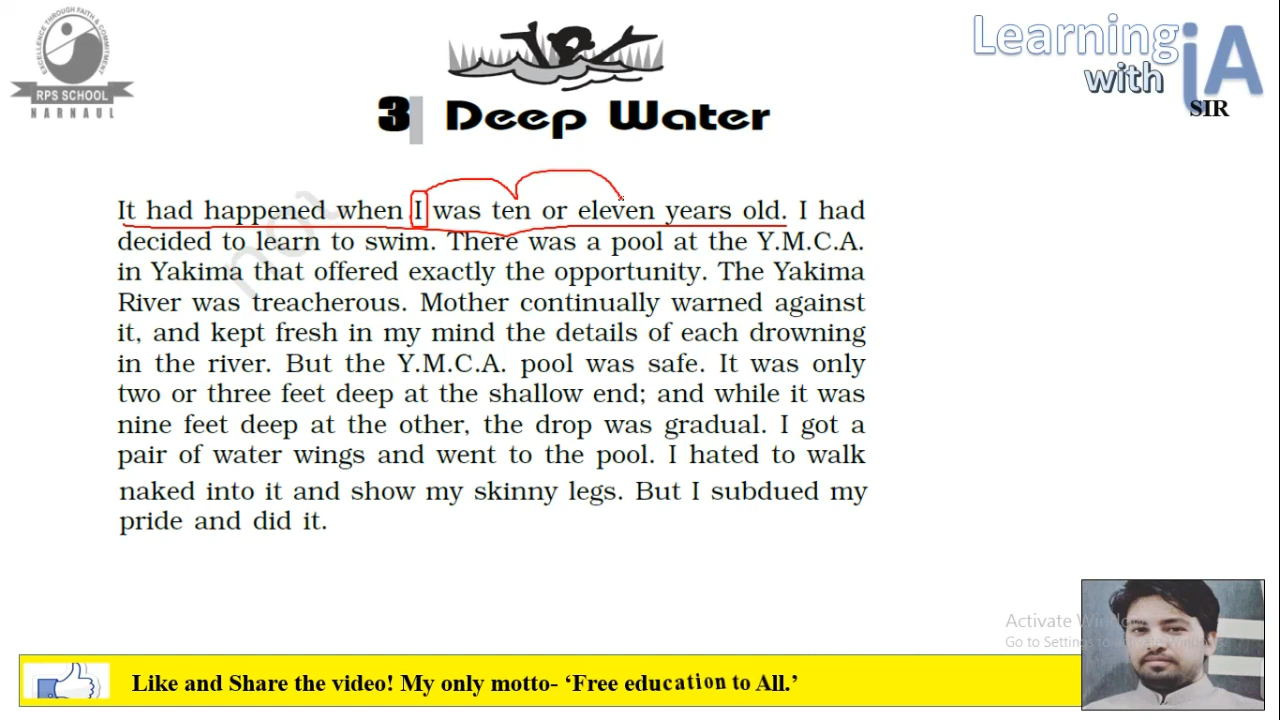 EXCELLENCE THROUGH FAITH & COMMITMENT
RPS SCHOOL
NARNAUL
Learning
with
iA
SIR
3 Deep Water
not
It had happened when I was ten or eleven years old. I had
decided to learn to swim. There was a pool at the Y.M.C.A.
in Yakima that offered exactly the opportunity. The Yakima
River was treacherous. Mother continually warned against
it, and kept fresh in my mind the details of each drowning
in the river. But the Y.M.C.A. pool was safe. It was only
two or three feet deep at the shallow end; and while it was
nine feet deep at the other, the drop was gradual. I got a
pair of water wings and went to the pool. I hated to walk
naked into it and show my skinny legs. But I subdued my
pride and did it.
Activate Windows
Go to Settings to activate Windows.
Like and Share the video! My only motto- ‘Free education to All.’